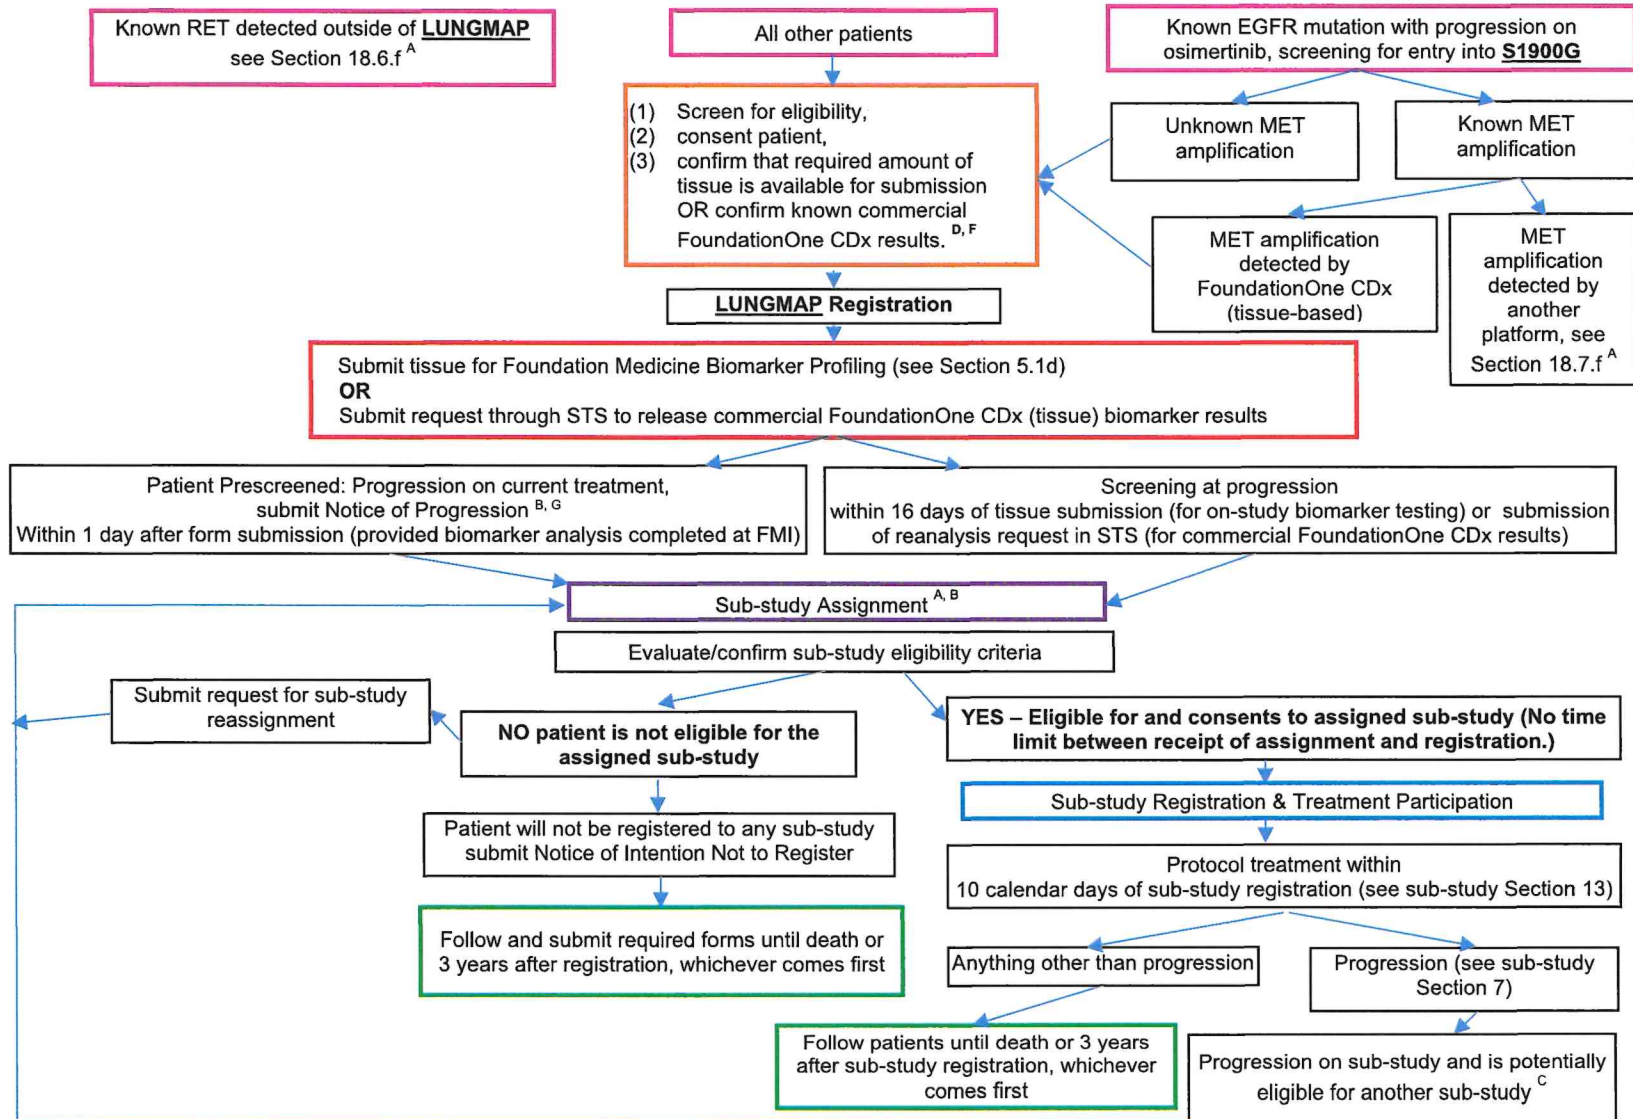 Known RET detected outside of LUNGMAP
see Section 18.6.f A
All other patients
Known EGFR mutation with progression on
osimertinib, screening for entry into S1900G
(1) Screen for eligibility,
(2) consent patient,
(3) confirm that required amount of
tissue is available for submission
OR confirm known commercial
FoundationOne CDx results. D, F
Unknown MET
amplification
Known MET
amplification
MET amplification
detected by
FoundationOne CDx
(tissue-based)
MET
amplification
detected by
another
platform, see
Section 18.7.f A
LUNGMAP Registration
Submit tissue for Foundation Medicine Biomarker Profiling (see Section 5.1d)
OR
Submit request through STS to release commercial FoundationOne CDx (tissue) biomarker results
Patient Prescreened: Progression on current treatment,
submit Notice of Progression B, G
Within 1 day after form submission (provided biomarker analysis completed at FMI)
Screening at progression
within 16 days of tissue submission (for on-study biomarker testing) or submission
of reanalysis request in STS (for commercial FoundationOne CDx results)
Sub-study Assignment A, B
Evaluate/confirm sub-study eligibility criteria
Submit request for sub-study
reassignment
NO patient is not eligible for the
assigned sub-study
YES – Eligible for and consents to assigned sub-study (No time
limit between receipt of assignment and registration.)
Sub-study Registration & Treatment Participation
Patient will not be registered to any sub-study
submit Notice of Intention Not to Register
Protocol treatment within
10 calendar days of sub-study registration (see sub-study Section 13)
Follow and submit required forms until death or
3 years after registration, whichever comes first
Anything other than progression
Progression (see sub-study
Section 7)
Follow patients until death or 3 years
after sub-study registration, whichever
comes first
Progression on sub-study and is potentially
eligible for another sub-study C